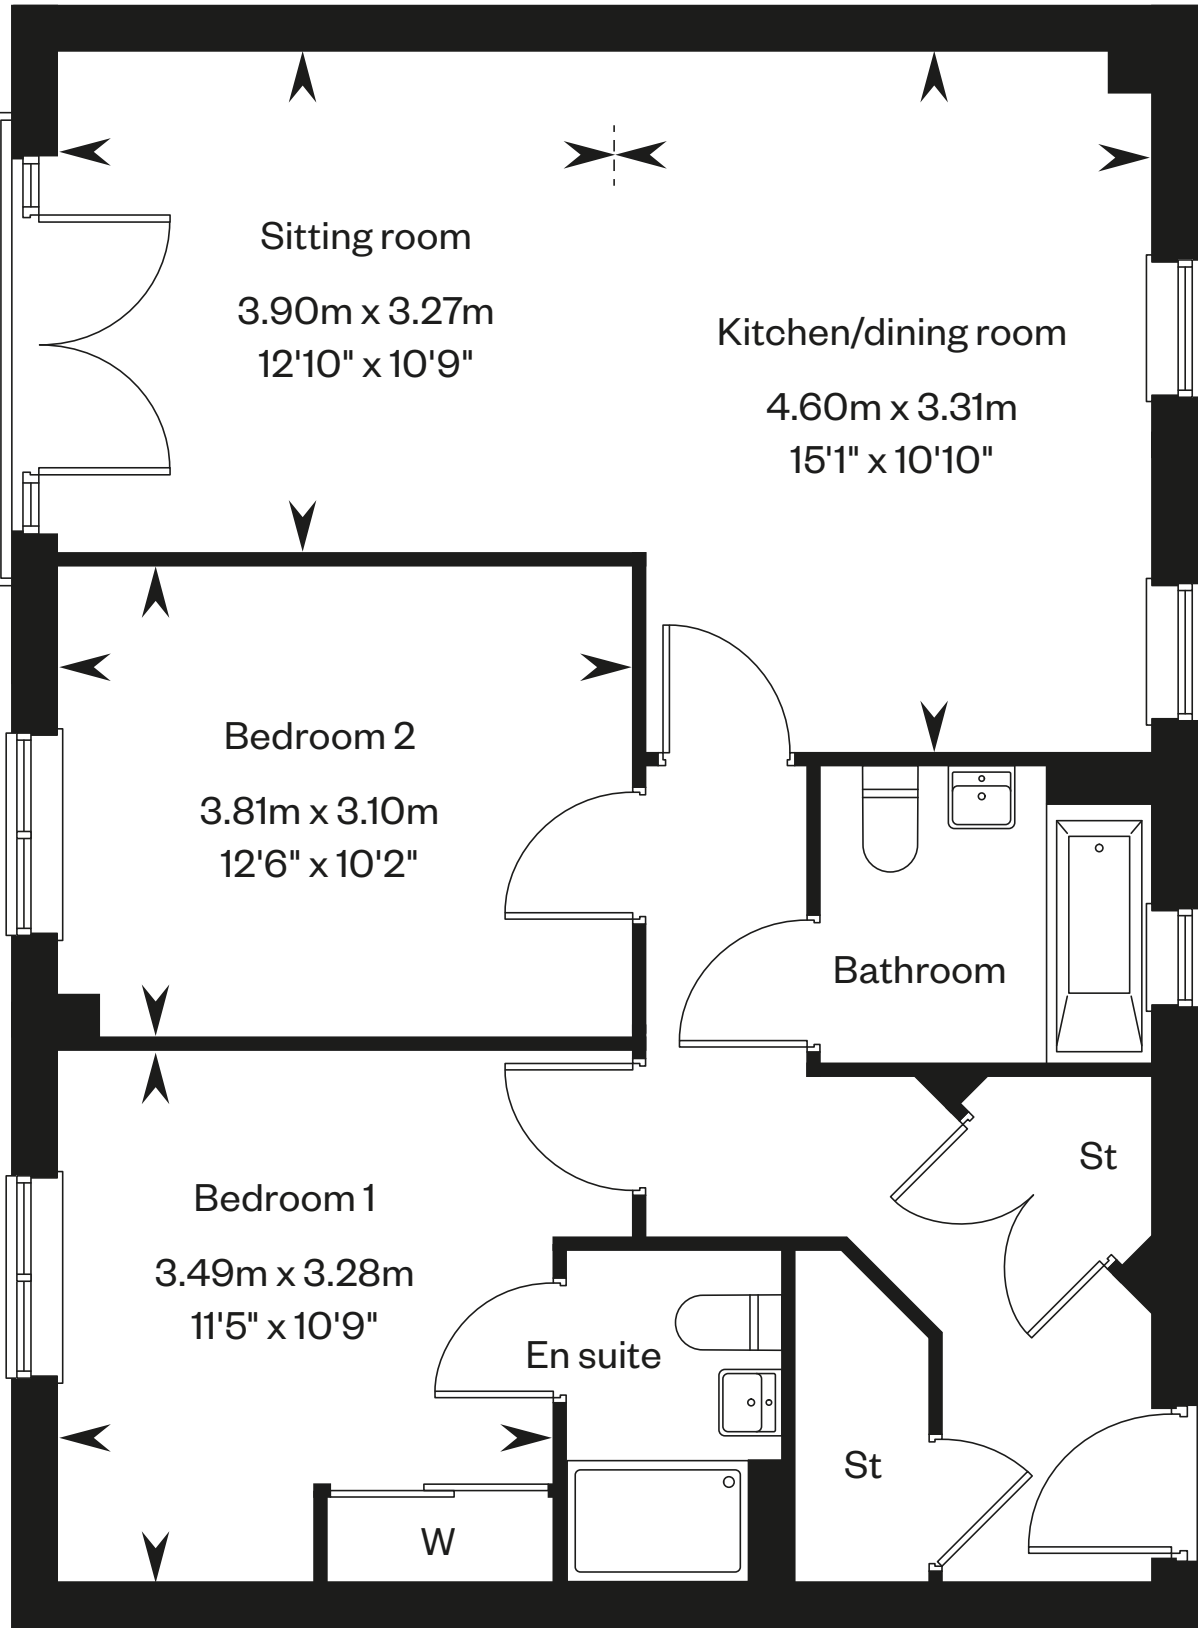 Sitting room
3.90m x 3.27m
12'10" x 10'9"
Kitchen/dining room
4.60m x 3.31m
15'1" x 10'10"
Bedroom 2
3.81m x 3.10m
12'6" x 10'2"
Bathroom
St
Bedroom 1
3.49m x 3.28m
11'5" x 10'9"
En suite
St
W